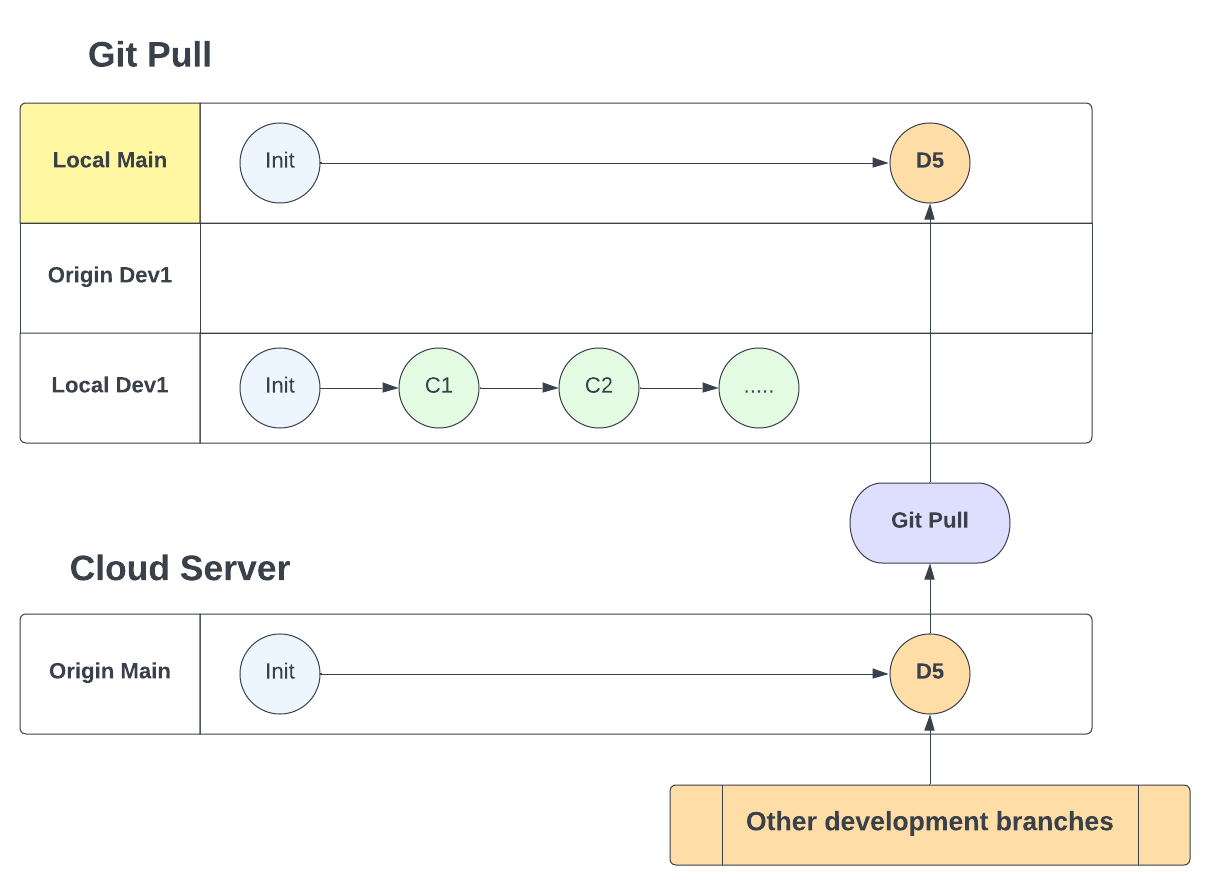 Git Pull
Local Main
Init
D5
Origin Dev1
Local Dev1
Init
C1
C2
.....
Git Pull
Cloud Server
Origin Main
Init
D5
Other development branches